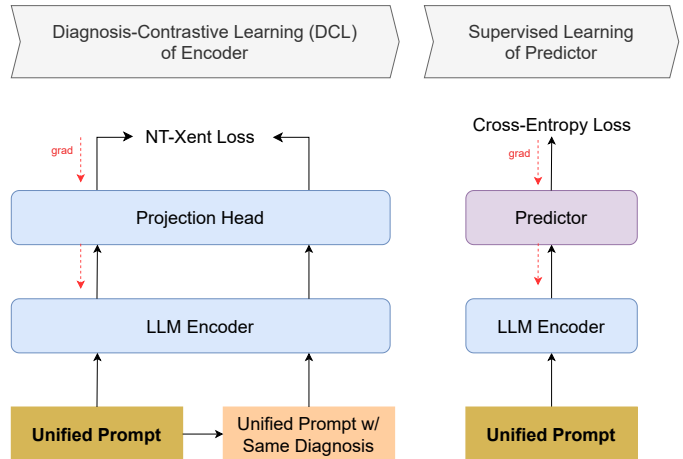 Diagnosis-Contrastive Learning (DCL)
of Encoder
Supervised Learning
of Predictor
NT-Xent Loss
Cross-Entropy Loss
grad
grad
Projection Head
Predictor
LLM Encoder
LLM Encoder
Unified Prompt
Unified Prompt w/
Same Diagnosis
Unified Prompt